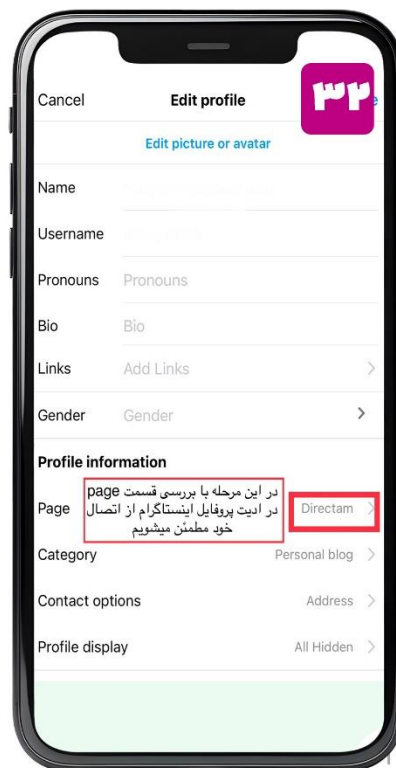 Cancel Edit profile e
۳۲
Edit picture or avatar
Name
Username
Pronouns Pronouns
Bio Bio
Links Add Links
Gender Gender
Profile information
در این مرحله با بررسی قسمت page
در ادیت پروفایل اینستاگرام از اتصال
خود مطمئن میشویم
Page Directam
Category Personal blog
Contact options Address
Profile display All Hidden